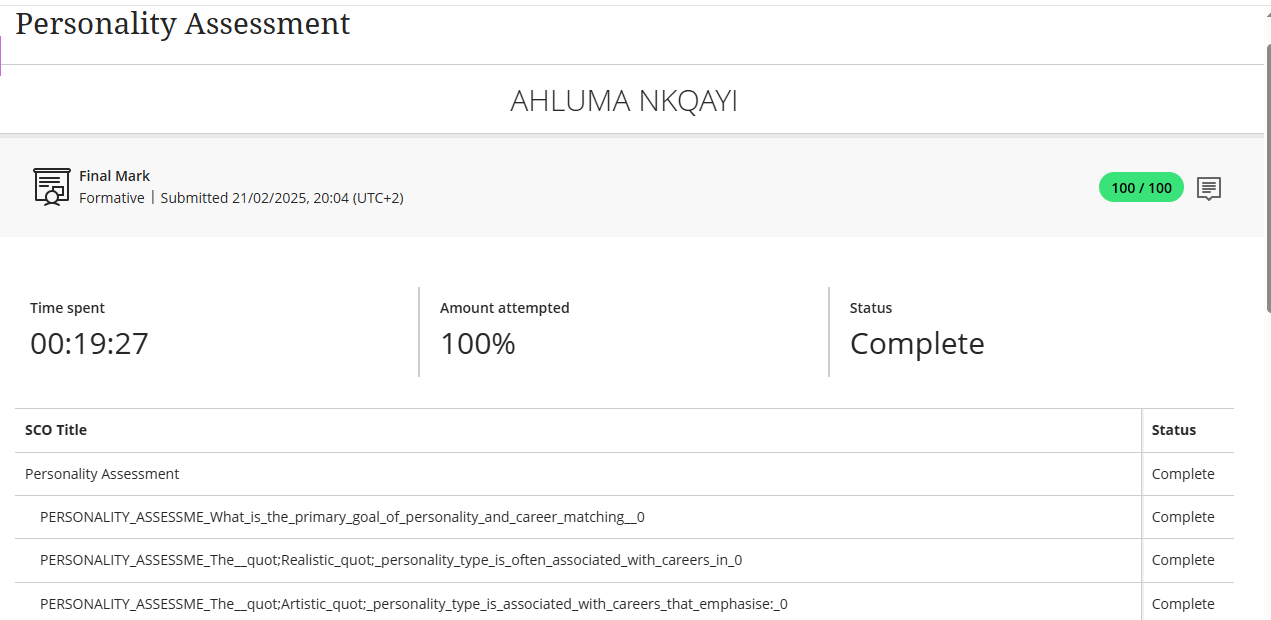 Personality Assessment
AHLUMA NKQAYI
Final Mark
Formative | Submitted 21/02/2025, 20:04 (UTC+2)
100 / 100
Time spent
00:19:27
Amount attempted
100%
Status
Complete
SCO Title Status
Personality Assessment Complete
PERSONALITY_ASSESSME_What_is_the_primary_goal_of_personality_and_career_matching__0 Complete
PERSONALITY_ASSESSME_The__quot;Realistic_quot;_personality_type_is_often_associated_with_careers_in_0 Complete
PERSONALITY_ASSESSME_The__quot;Artistic_quot;_personality_type_is_associated_with_careers_that_emphasise:_0 Complete